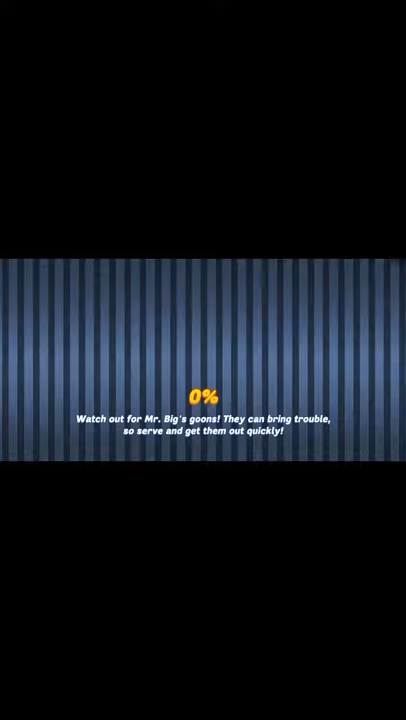 0%
Watch out for Mr. Big's goons! They can bring trouble,
so serve and get them out quickly!